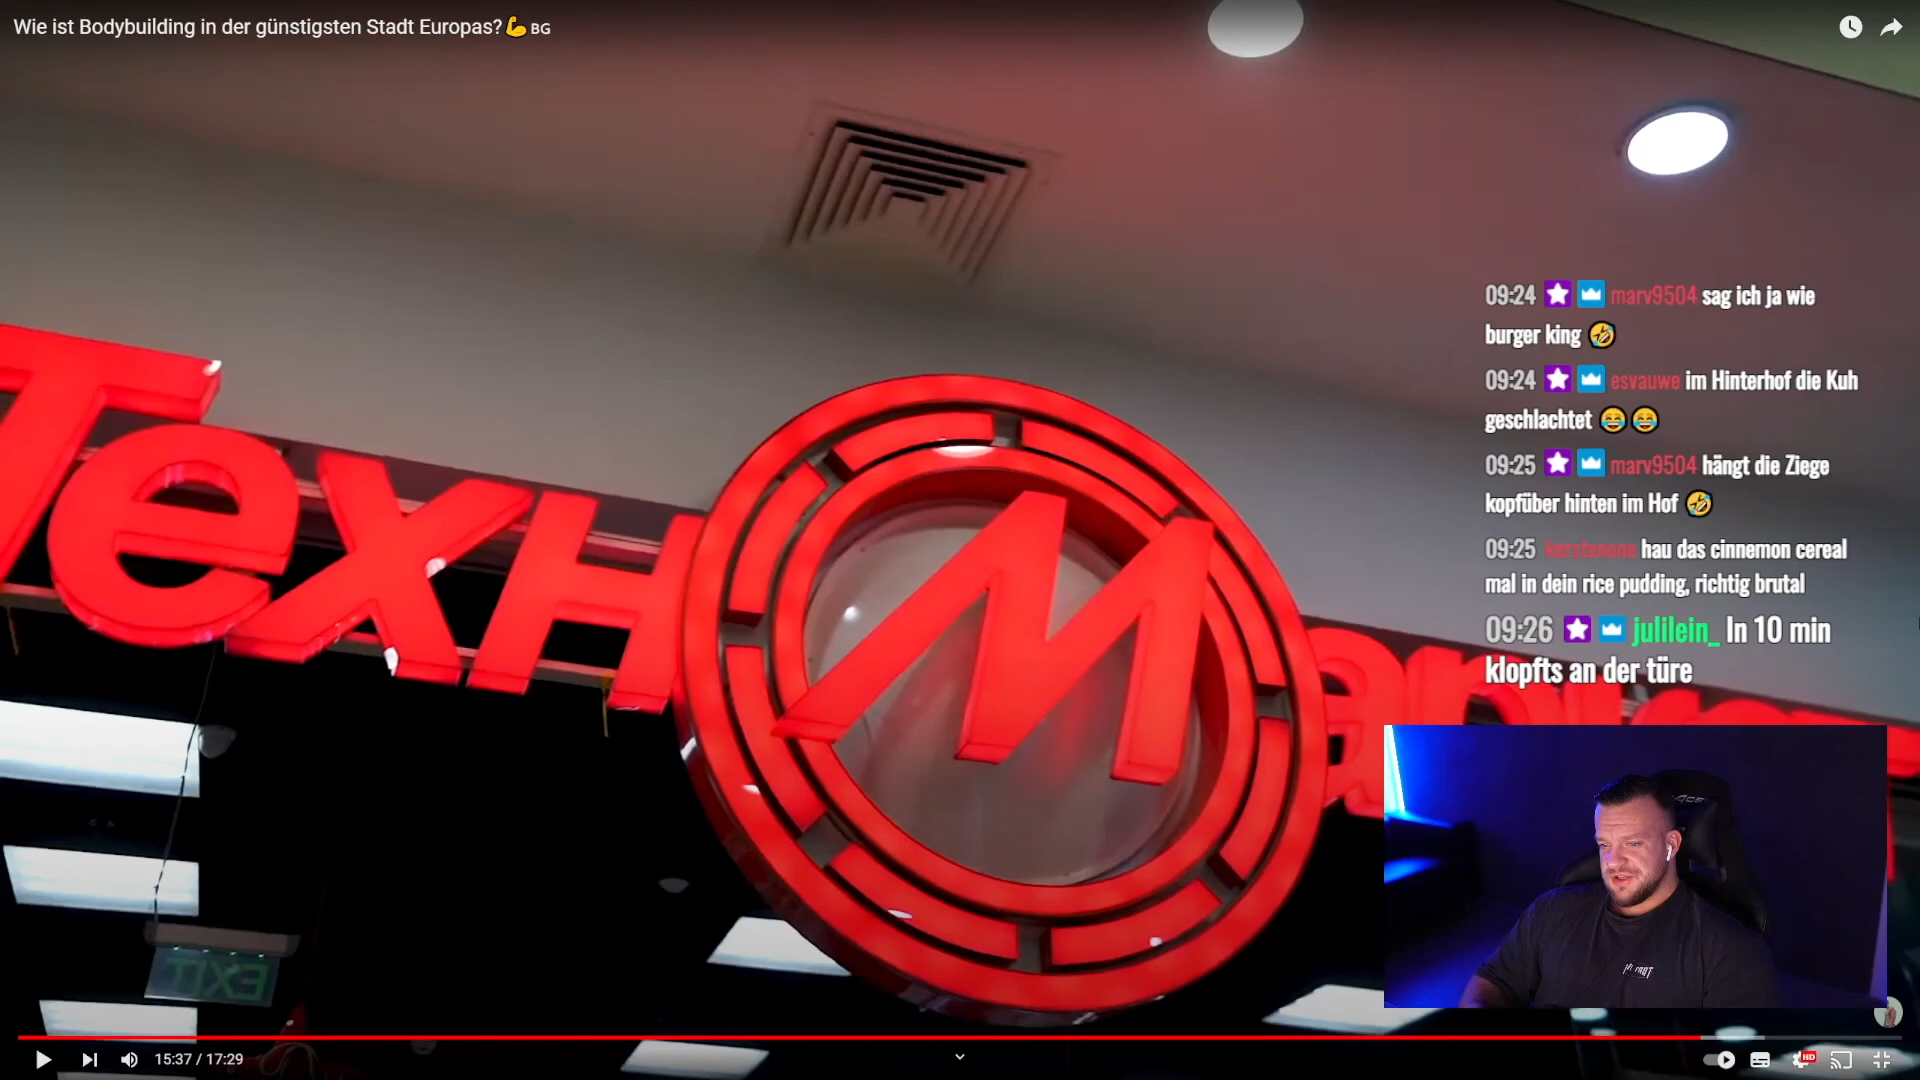 Wie ist Bodybuilding in der günstigsten Stadt Europas?💪🇧🇬
09:24 marv9504 sag ich ja wie
burger king 🤣
09:24 esvauwe im Hinterhof die Kuh
geschlachtet 😂😂
09:25 marv9504 hängt die Ziege
kopfüber hinten im Hof 🤣
09:25 kerstenone hau das cinnemon cereal
mal in dein rice pudding, richtig brutal
09:26 julilein_ In 10 min
klopfts an der türe
Техн М
EXIT
15:37 / 17:29
HD